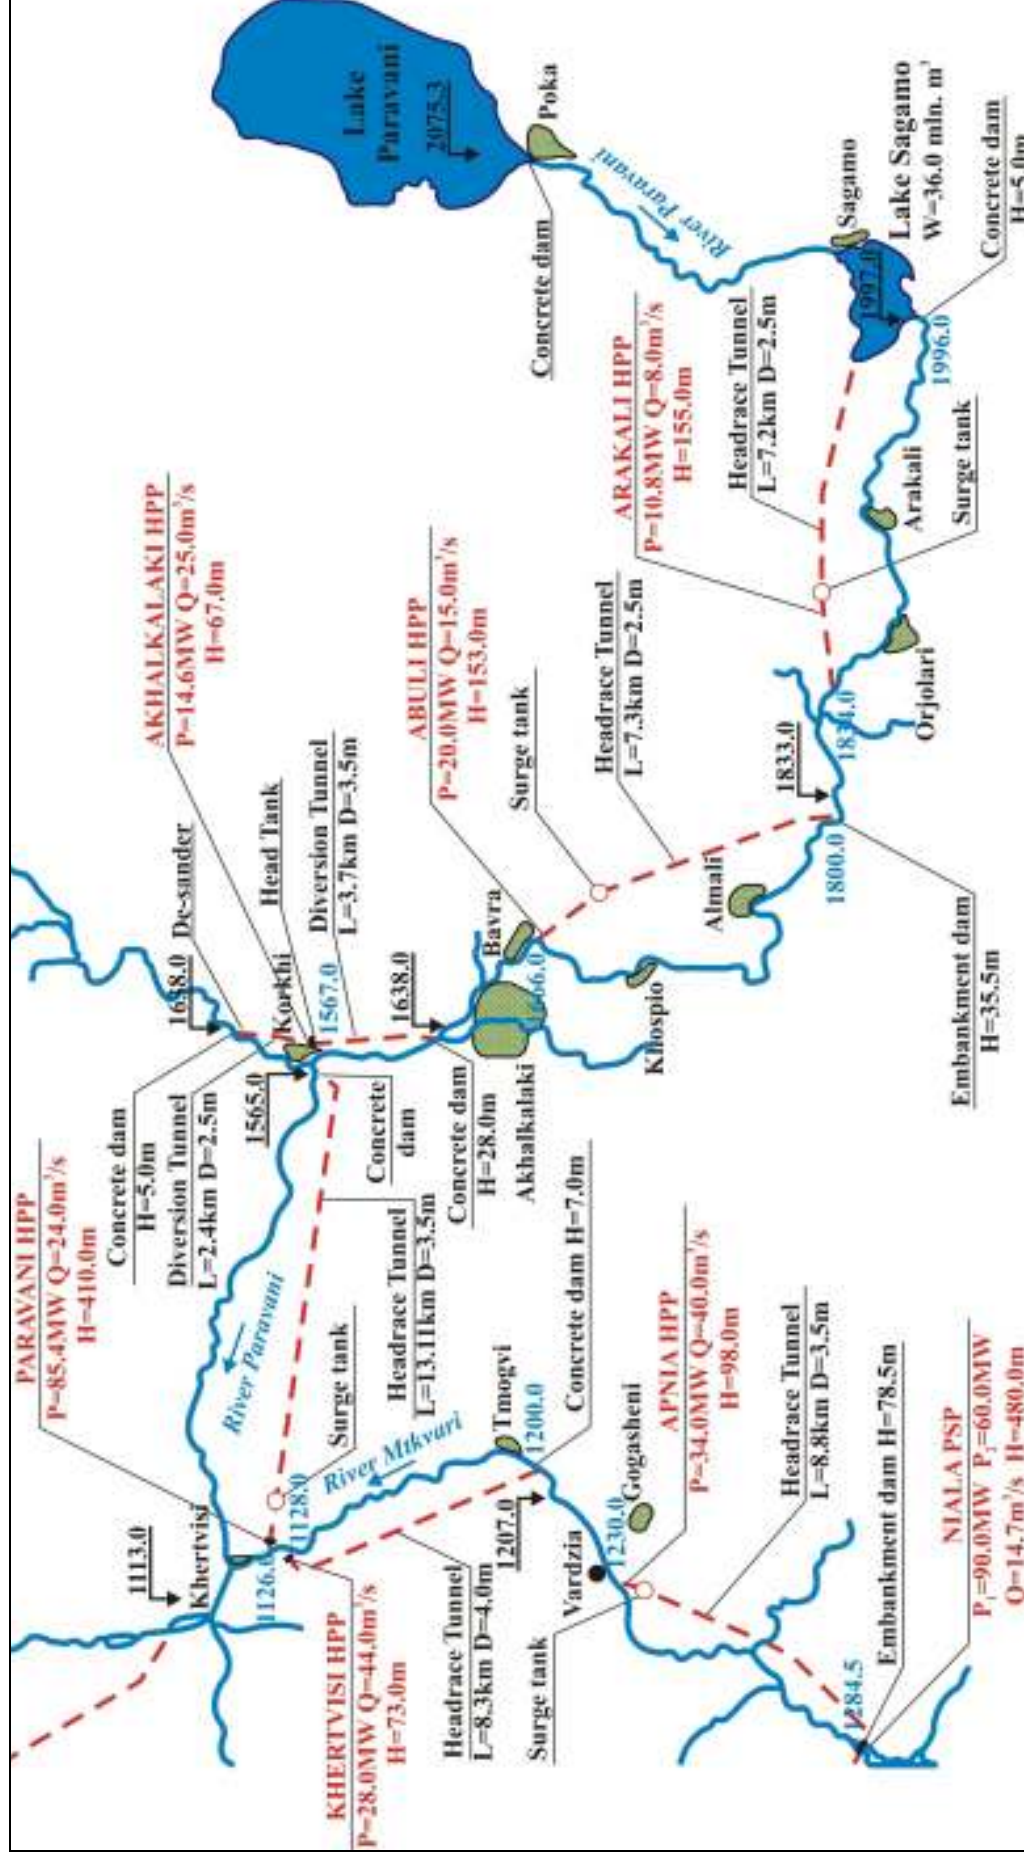 Lake
Paravani
2075.3
Poka
Concrete dam
River Paravani
Sagamo
Lake Sagamo
W=36.0 mln. m³
1997.0
1996.0
Concrete dam
H=5.0m
ARAKALI HPP
P=10.8MW Q=8.0m³/s
H=155.0m
Headrace Tunnel
L=7.2km D=2.5m
Surge tank
Arakali
Orjolari
1834.0
1833.0
1800.0
AKHALKALAKI HPP
P=14.6MW Q=25.0m³/s
H=67.0m
ABULI HPP
P=20.0MW Q=15.0m³/s
H=153.0m
Surge tank
Headrace Tunnel
L=7.3km D=2.5m
Almali
Embankment dam
H=35.5m
De-sander
Head Tank
Diversion Tunnel
L=3.7km D=3.5m
1658.0
Korkhi
1567.0
1638.0
Bavra
Khospio
Akhalkalaki
Concrete dam
H=5.0m
Diversion Tunnel
L=2.4km D=2.5m
1565.0
Concrete
dam
Concrete dam
H=28.0m
PARAVANI HPP
P=85.4MW Q=24.0m³/s
H=410.0m
River Paravani
Surge tank
Headrace Tunnel
L=13.11km D=3.5m
Concrete dam H=7.0m
River Mtkvari
Tmogvi
1200.0
1207.0
1128.0
Khertvisi
1113.0
KHERTVISI HPP
P=28.0MW Q=44.0m³/s
H=73.0m
Headrace Tunnel
L=8.3km D=4.0m
Vardzia
1230.0
Gogasheni
APNIA HPP
P=34.0MW Q=40.0m³/s
H=98.0m
Surge tank
Headrace Tunnel
L=8.8km D=3.5m
1284.5
Embankment dam H=78.5m
NIALA PSP
P₁=90.0MW P₂=60.0MW
Q=14.7m³/s H=480.0m